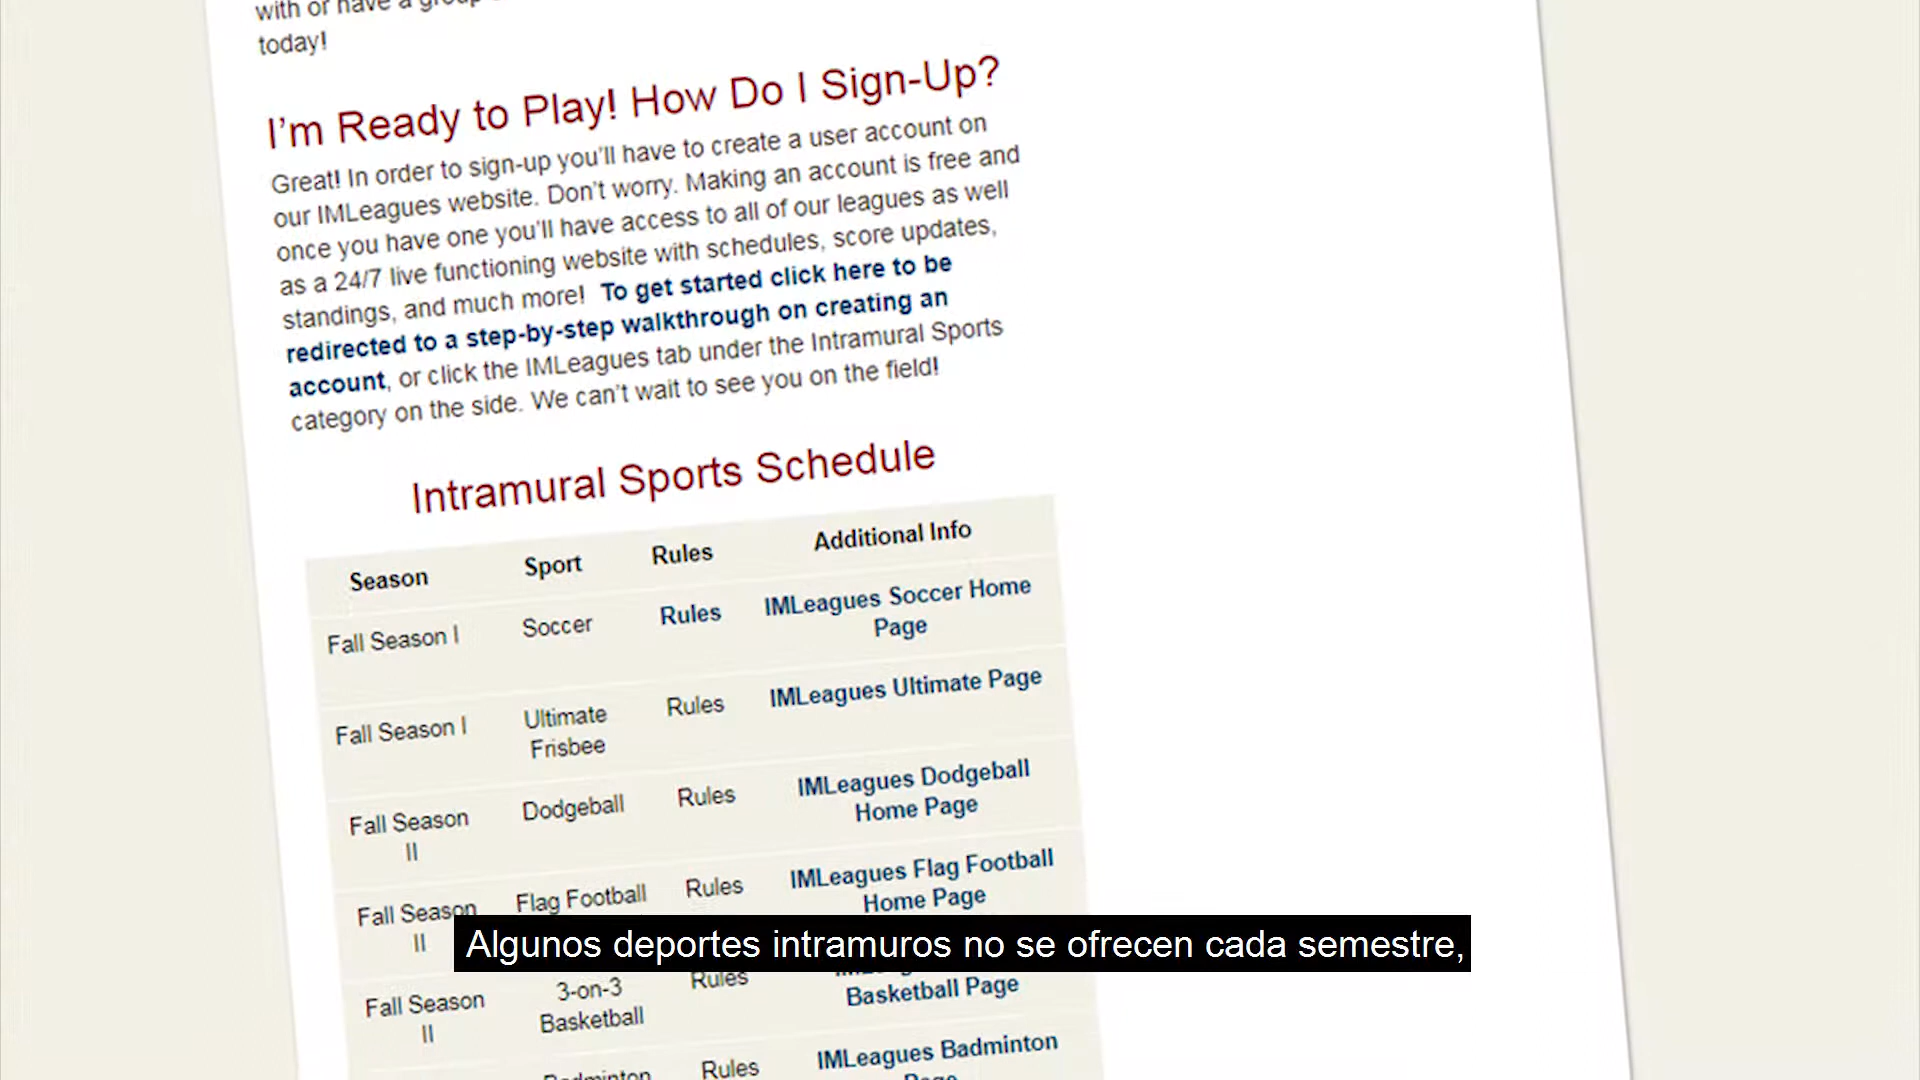 with or have a group
today!
I'm Ready to Play! How Do I Sign-Up?
Great! In order to sign-up you'll have to create a user account on
our IMLeagues website. Don't worry. Making an account is free and
once you have one you'll have access to all of our leagues as well
as a 24/7 live functioning website with schedules, score updates,
standings, and much more! To get started click here to be
redirected to a step-by-step walkthrough on creating an
account, or click the IMLeagues tab under the Intramural Sports
category on the side. We can't wait to see you on the field!
Intramural Sports Schedule
Season Sport Rules Additional Info
Fall Season I Soccer Rules IMLeagues Soccer Home
Page
Fall Season I Ultimate Rules IMLeagues Ultimate Page
Frisbee
Fall Season Dodgeball Rules IMLeagues Dodgeball
II Home Page
Fall Season Flag Football Rules IMLeagues Flag Football
II Home Page
Algunos deportes intramuros no se ofrecen cada semestre,
Fall Season 3-on-3 Rules
II Basketball Basketball Page
Badminton Rules IMLeagues Badminton
Page